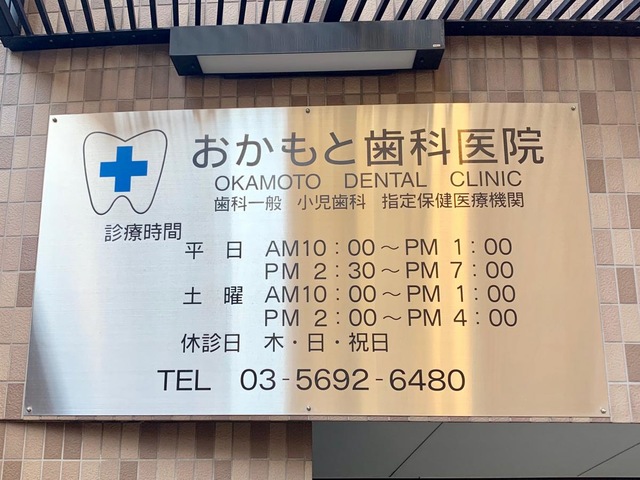 おかもと歯科医院
OKAMOTO DENTAL CLINIC
歯科一般 小児歯科 指定保健医療機関
診療時間
平 日 AM10：00～PM 1：00
PM 2：30～PM 7：00
土 曜 AM10：00～PM 1：00
PM 2：00～PM 4：00
休診日 木・日・祝日
TEL 03-5692-6480